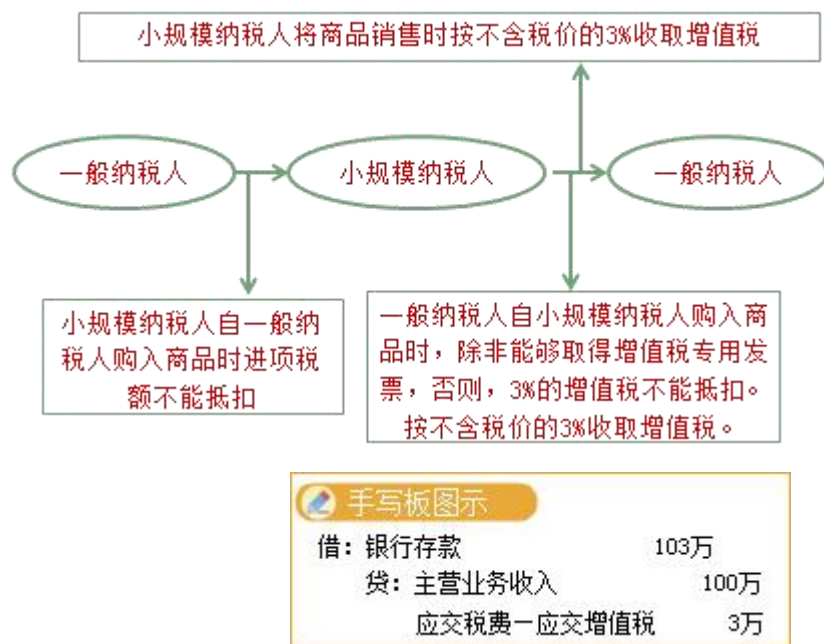 小规模纳税人将商品销售时按不含税价的3%收取增值税
一般纳税人
小规模纳税人
一般纳税人
小规模纳税人自一般纳
税人购入商品时进项税
额不能抵扣
一般纳税人自小规模纳税人购入商
品时，除非能够取得增值税专用发
票，否则，3%的增值税不能抵扣。
按不含税价的3%收取增值税。
手写板图示
借：银行存款 103万
贷：主营业务收入 100万
应交税费－应交增值税 3万